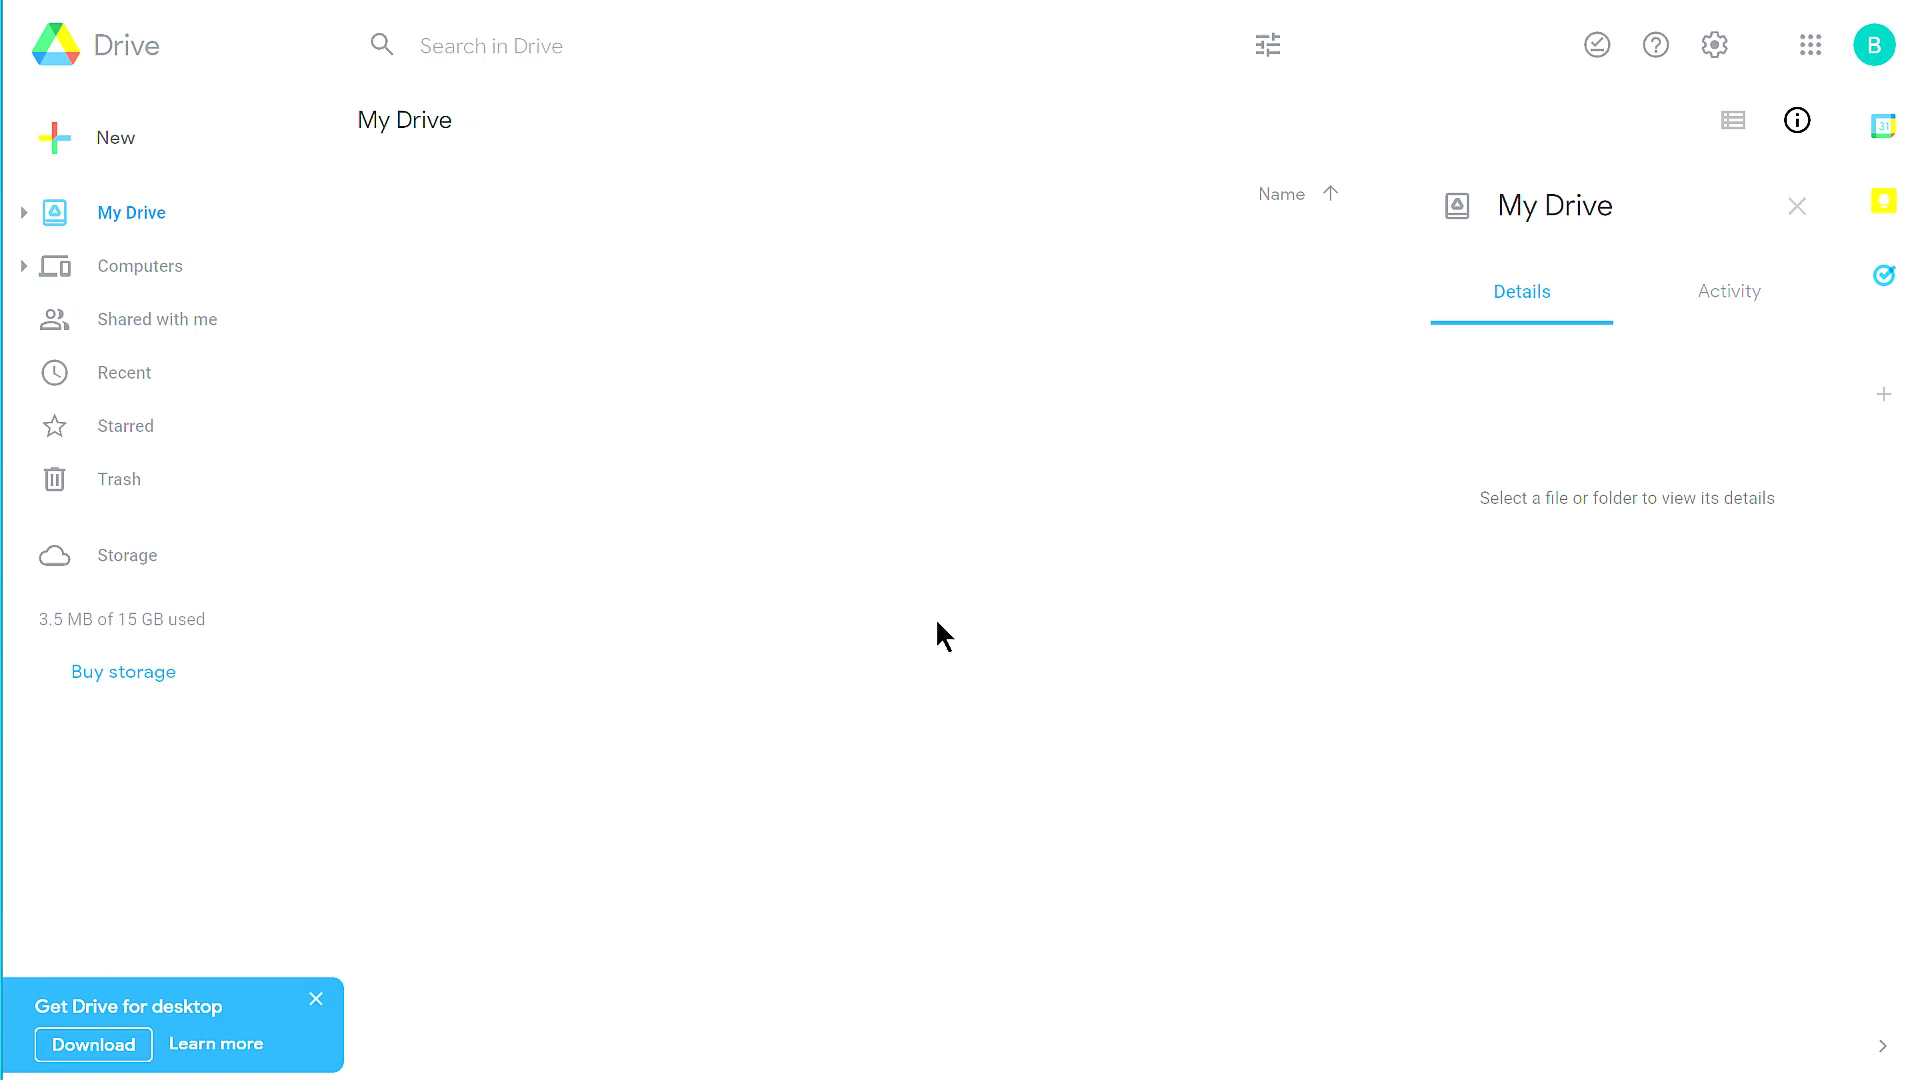 Drive
Search in Drive
B
New
My Drive
31
My Drive
Computers
Shared with me
Recent
Starred
Trash
Storage
3.5 MB of 15 GB used
Buy storage
Name
My Drive
Details
Activity
Select a file or folder to view its details
Get Drive for desktop
Download
Learn more